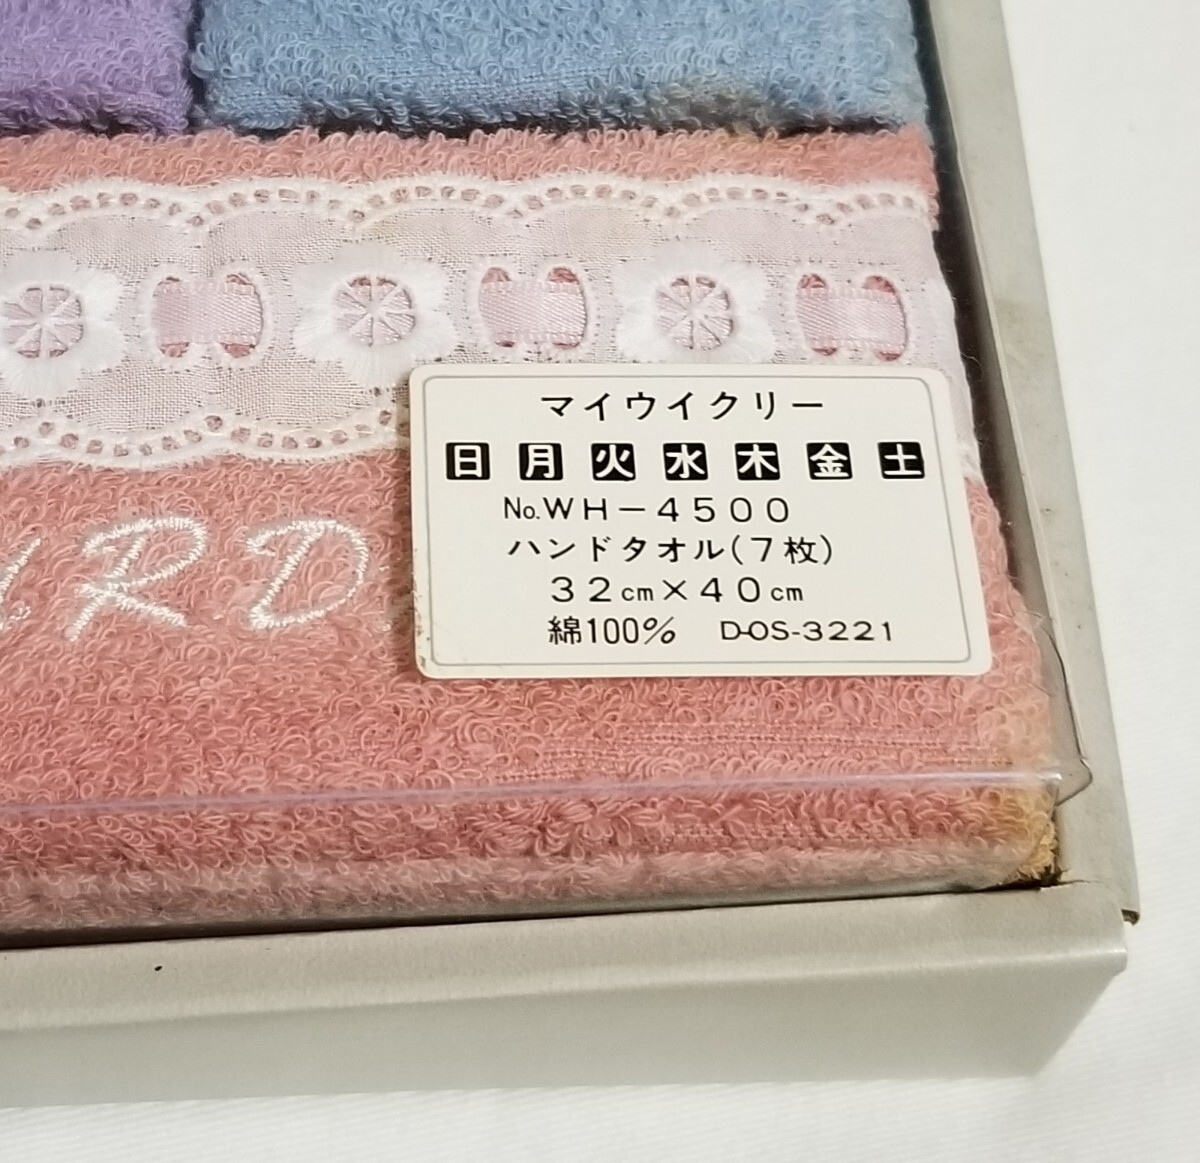 マイウイクリー
日 月 火 水 木 金 土
No.WH-4500
ハンドタオル(7枚)
32cm×40cm
綿100% D-OS-3221